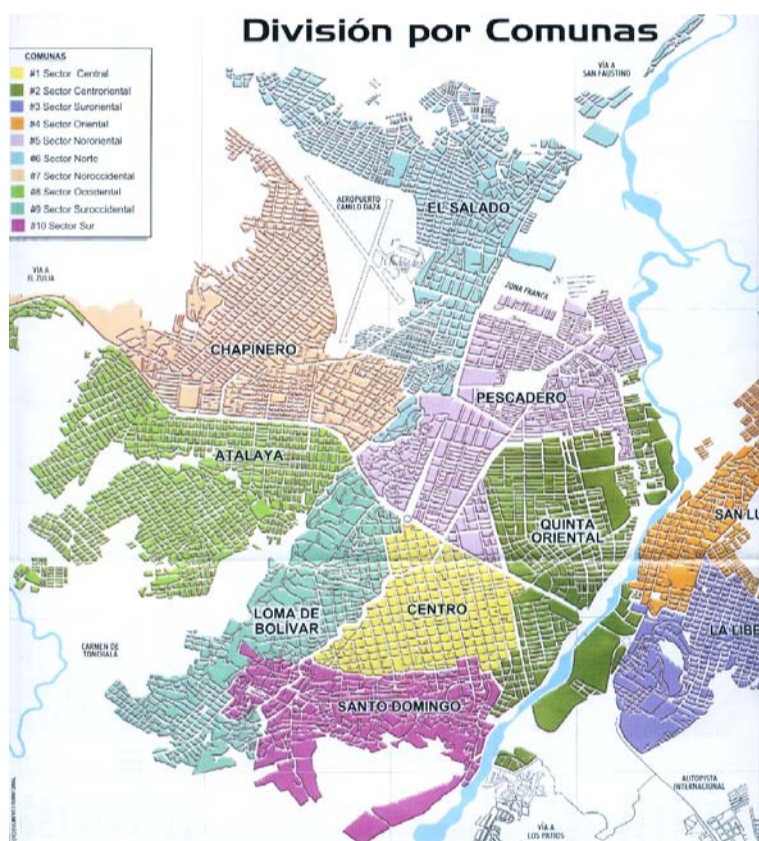 División por Comunas
COMUNAS
#1 Sector Central
#2 Sector Centroriental
#3 Sector Suroriental
#4 Sector Oriental
#5 Sector Nororiental
#6 Sector Norte
#7 Sector Noroccidental
#8 Sector Occidental
#9 Sector Suroccidental
#10 Sector Sur
VÍA A
SAN FAUSTINO
AEROPUERTO
CAMILO DAZA
EL SALADO
VIA A
EL ZULIA
ZONA FRANCA
CHAPINERO
PESCADERO
ATALAYA
QUINTA
ORIENTAL
SAN LU
CENTRO
LOMA DE
BOLÍVAR
LA LIBE
CARMEN DE
TONCHALÁ
SANTO DOMINGO
AUTOPISTA
INTERNACIONAL
VÍA A
LOS PATIOS